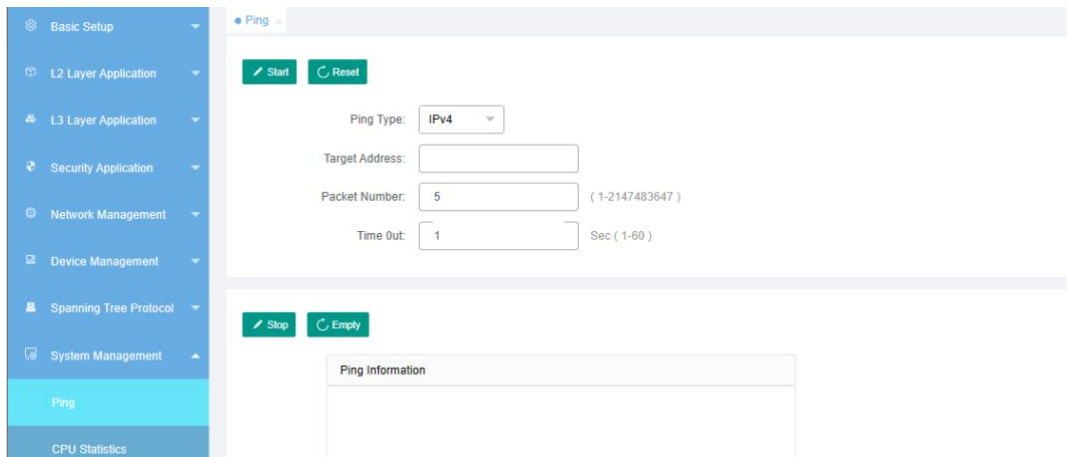 Basic Setup
L2 Layer Application
L3 Layer Application
Security Application
Network Management
Device Management
Spanning Tree Protocol
System Management
Ping
CPU Statistics
Ping ×
Start Reset
Ping Type: IPv4
Target Address:
Packet Number: 5 ( 1-2147483647 )
Time 0ut: 1 Sec ( 1-60 )
Stop Empty
Ping Information